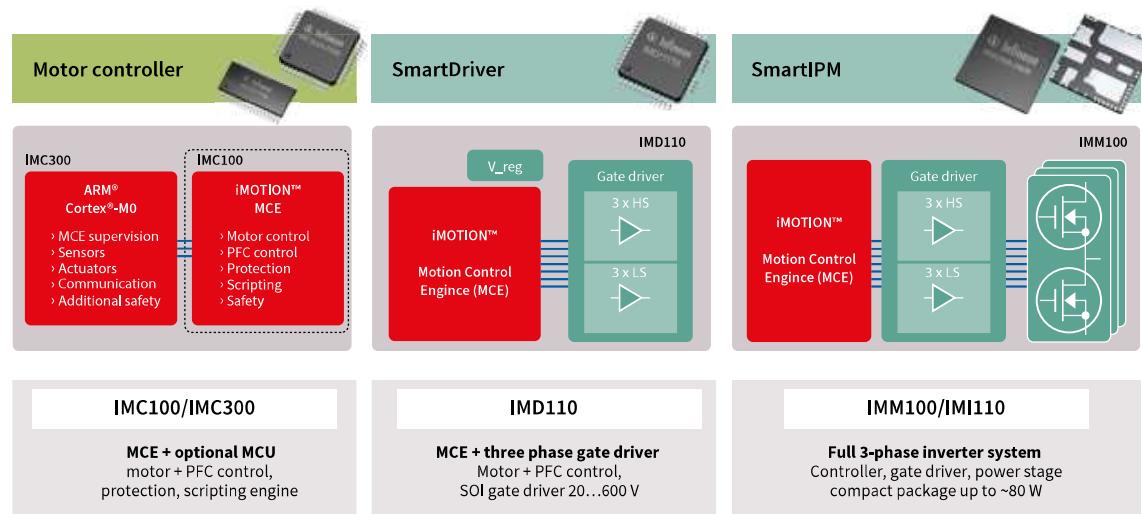 Motor controller
SmartDriver
SmartIPM
IMC300
IMC100
ARM®
Cortex®-M0
› MCE supervision
› Sensors
› Actuators
› Communication
› Additional safety
iMOTION™
MCE
› Motor control
› PFC control
› Protection
› Scripting
› Safety
IMD110
V_reg
iMOTION™
Motion Control
Engince (MCE)
Gate driver
3 x HS
3 x LS
IMM100
iMOTION™
Motion Control
Engince (MCE)
Gate driver
3 x HS
3 x LS
IMC100/IMC300
MCE + optional MCU
motor + PFC control,
protection, scripting engine
IMD110
MCE + three phase gate driver
Motor + PFC control,
SOI gate driver 20...600 V
IMM100/IMI110
Full 3-phase inverter system
Controller, gate driver, power stage
compact package up to ~80 W